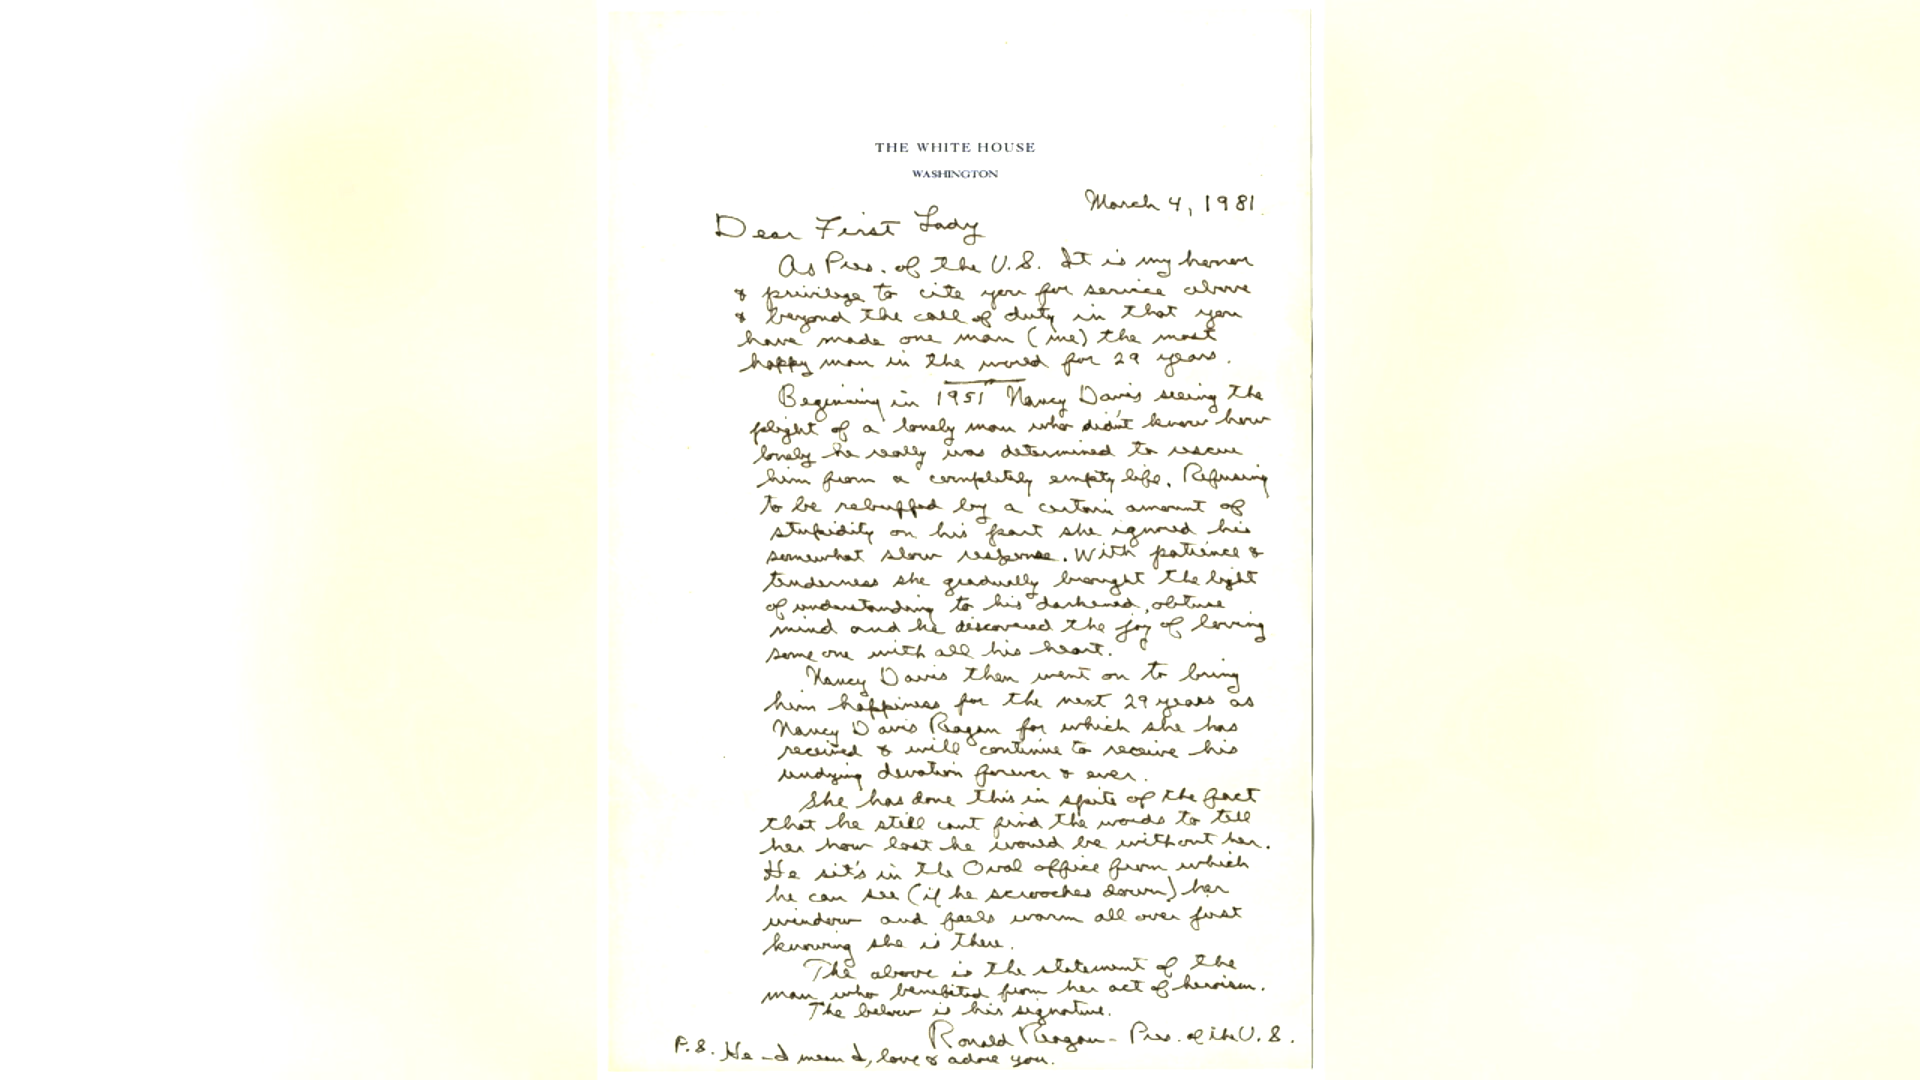 THE WHITE HOUSE
WASHINGTON
March 4, 1981
Dear First Lady
As Pres. of the U.S. It is my honor
& privilege to cite you for service above
& beyond the call of duty in that you
have made one man (me) the most
happy man in the world for 29 years.
Beginning in 1951 Nancy Davis seeing the
plight of a lonely man who didn't know how
lonely he really was determined to rescue
him from a completely empty life. Refusing
to be rebuffed by a certain amount of
stupidity on his part she ignored his
somewhat slow response. With patience &
tenderness she gradually brought the light
of understanding to his darkened, obtuse
mind and he discovered the joy of loving
some one with all his heart.
Nancy Davis then went on to bring
him happiness for the next 29 years as
Nancy Davis Reagan for which she has
received & will continue to receive his
undying devotion forever & ever.
She has done this in spite of the fact
that he still cant find the words to tell
her how lost he would be without her.
He sit's in the Oval office from which
he can see (if he scrooches down) her
window and feels warm all over just
knowing she is there.
The above is the statement of the
man who benefited from her act of heroism.
The below is his signature.
Ronald Reagan – Pres. of the U.S.
P.S. He – I mean I, love & adore you.